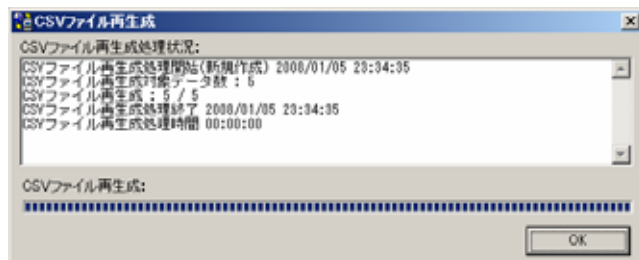 CSVファイル再生成
CSVファイル再生成処理状況:
CSVファイル再生成処理開始(新規作成) 2008/01/05 23:34:35
CSVファイル再生成対象データ数 : 5
CSVファイル再生成 : 5 / 5
CSVファイル再生成処理終了 2008/01/05 23:34:35
CSVファイル再生成処理時間 00:00:00
CSVファイル再生成:
OK